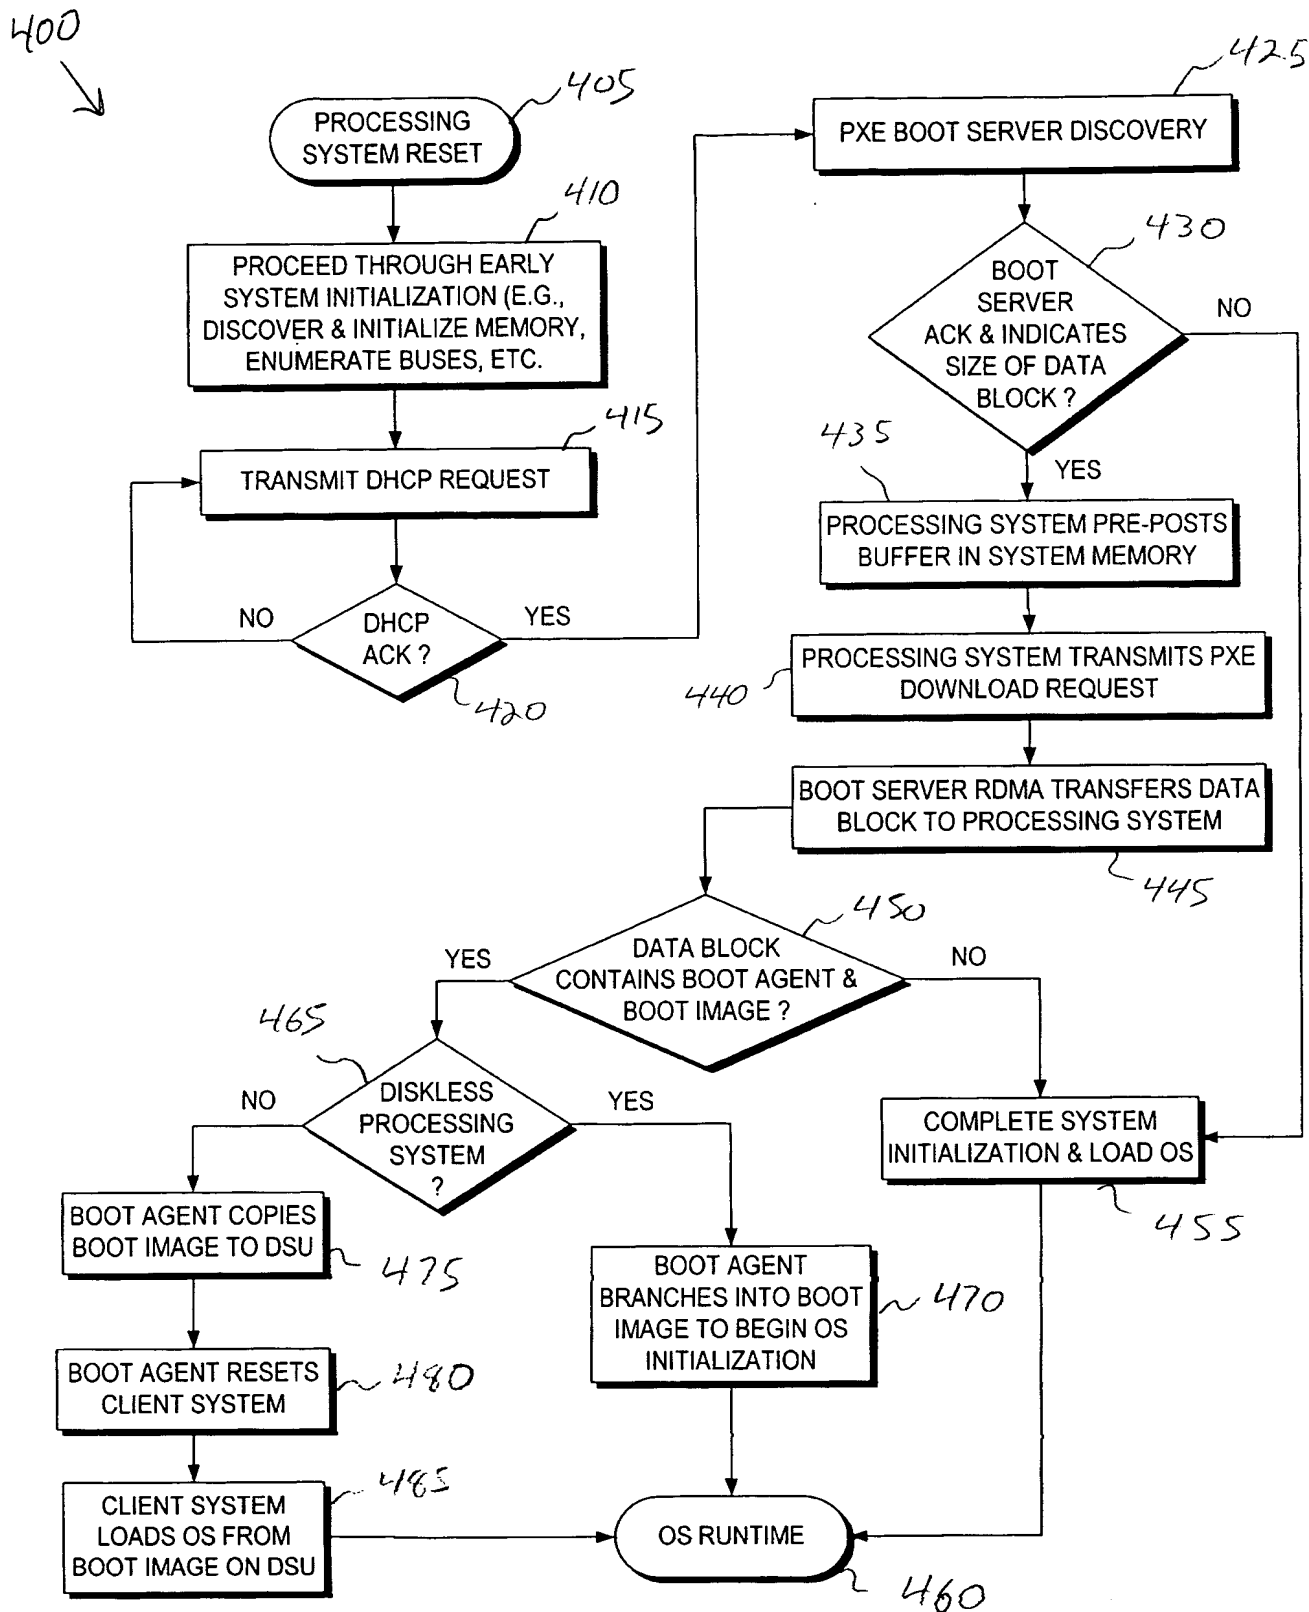 400
405
PROCESSING
SYSTEM RESET
410
PROCEED THROUGH EARLY
SYSTEM INITIALIZATION (E.G.,
DISCOVER & INITIALIZE MEMORY,
ENUMERATE BUSES, ETC.
415
TRANSMIT DHCP REQUEST
NO
DHCP
ACK ?
YES
420
425
PXE BOOT SERVER DISCOVERY
430
BOOT
SERVER
ACK & INDICATES
SIZE OF DATA
BLOCK ?
NO
YES
435
PROCESSING SYSTEM PRE-POSTS
BUFFER IN SYSTEM MEMORY
440
PROCESSING SYSTEM TRANSMITS PXE
DOWNLOAD REQUEST
BOOT SERVER RDMA TRANSFERS DATA
BLOCK TO PROCESSING SYSTEM
445
450
YES
DATA BLOCK
CONTAINS BOOT AGENT &
BOOT IMAGE ?
NO
465
NO
DISKLESS
PROCESSING
SYSTEM
?
YES
COMPLETE SYSTEM
INITIALIZATION & LOAD OS
455
BOOT AGENT COPIES
BOOT IMAGE TO DSU
475
BOOT AGENT
BRANCHES INTO BOOT
IMAGE TO BEGIN OS
INITIALIZATION
470
BOOT AGENT RESETS
CLIENT SYSTEM
480
CLIENT SYSTEM
LOADS OS FROM
BOOT IMAGE ON DSU
485
OS RUNTIME
460